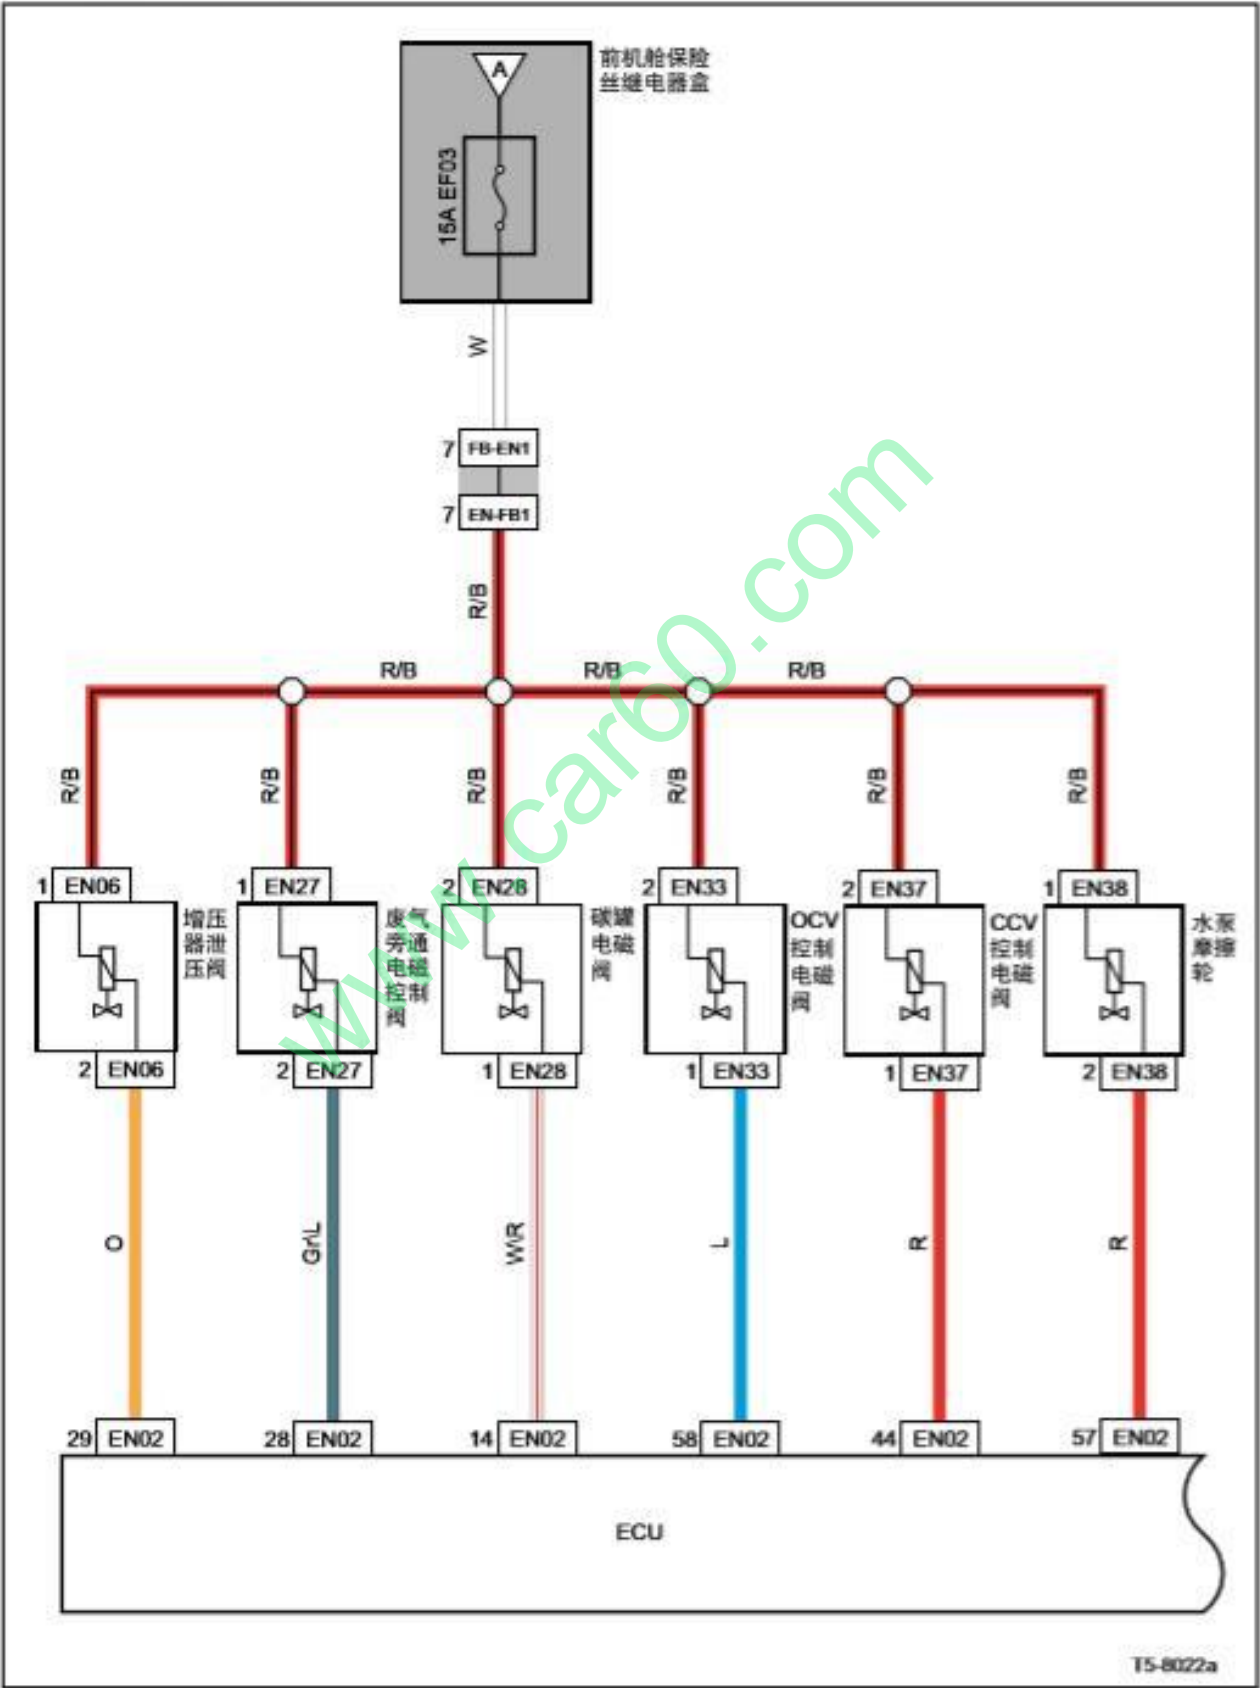 前机舱保险
丝继电器盒
A
15A EF03
W
7 FB-EN1
7 EN-FB1
R/B
R/B R/B R/B
R/B R/B R/B R/B R/B R/B
1 EN06 1 EN27 2 EN28 2 EN33 2 EN37 1 EN38
增压
器泄
压阀
废气
旁通
电磁
控制
阀
碳罐
电磁
阀
OCV
控制
电磁
阀
CCV
控制
电磁
阀
水泵
摩擦
轮
2 EN06 2 EN27 1 EN28 1 EN33 1 EN37 2 EN38
O Gr\L W\R L R R
29 EN02 28 EN02 14 EN02 58 EN02 44 EN02 57 EN02
ECU
T5-8022a
www.car60.com